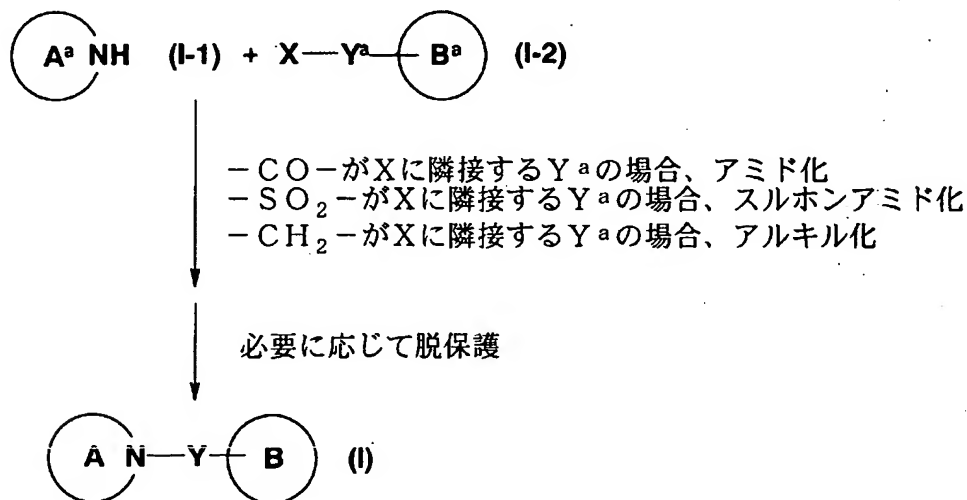 Aᵃ NH (I-1) + X—Yᵃ—Bᵃ (I-2)
－CO－がXに隣接するYᵃの場合、アミド化
－SO₂－がXに隣接するYᵃの場合、スルホンアミド化
－CH₂－がXに隣接するYᵃの場合、アルキル化
必要に応じて脱保護
A N—Y—B (I)